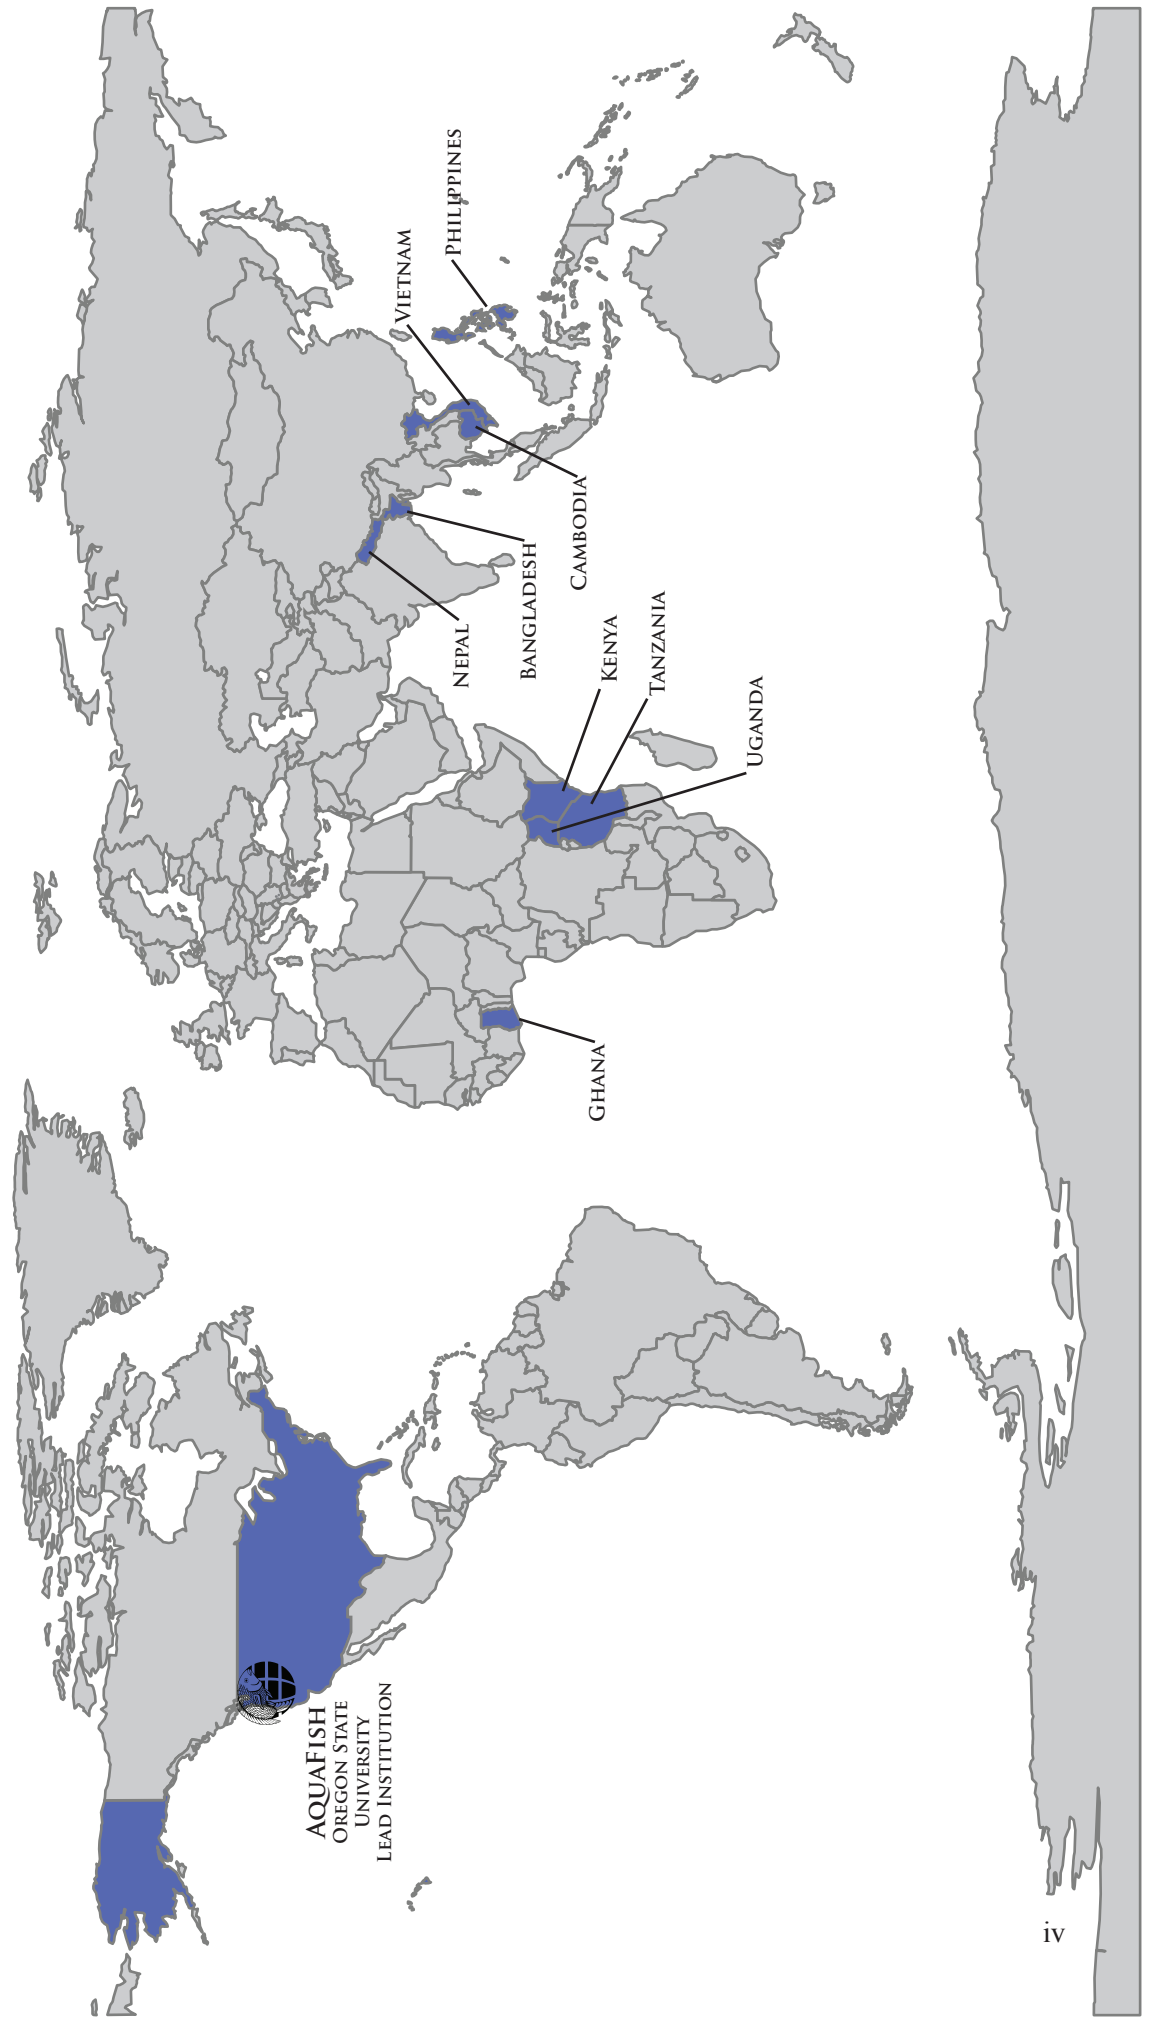 AquaFish
Oregon State
University
Lead Institution
Ghana
Uganda
Tanzania
Kenya
Nepal
Bangladesh
Cambodia
Vietnam
Philippines
iv